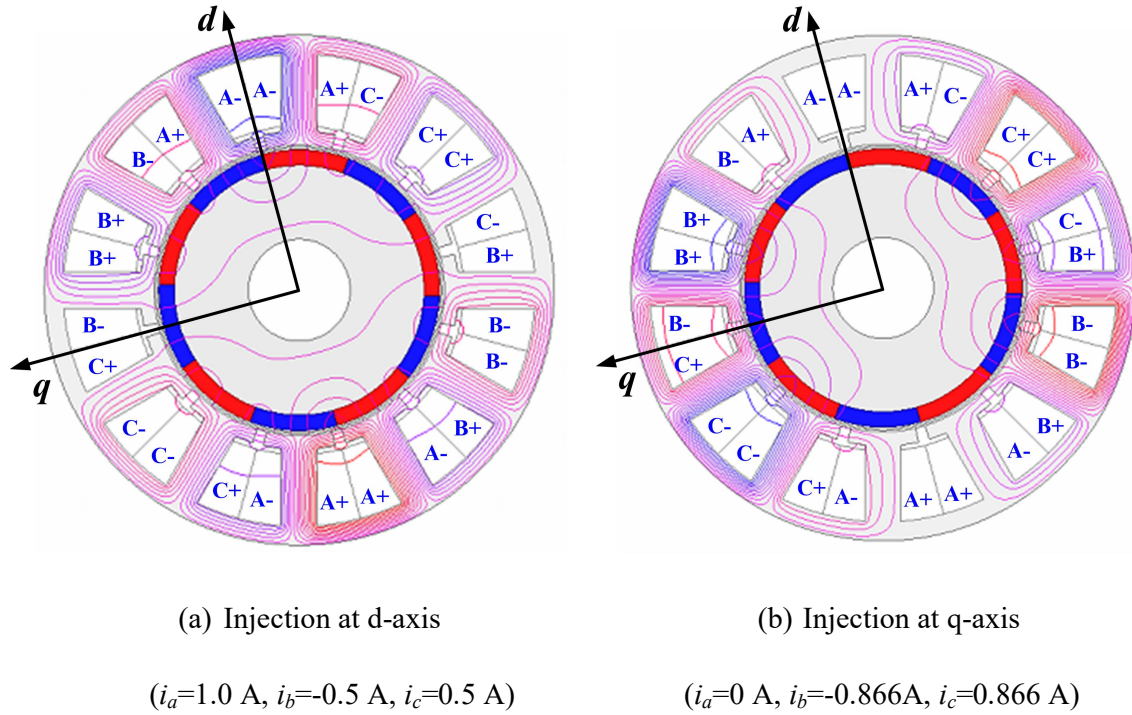 d
A- A-
A+ C-
A+
B-
C+
C+
B+
B+
C-
B+
B-
C+
B-
B-
q
C-
C-
B+
A-
C+ A-
A+ A+
d
A- A-
A+ C-
A+
B-
C+
C+
B+
B+
C-
B+
B-
C+
B-
B-
q
C-
C-
B+
A-
C+ A-
A+ A+
(a) Injection at d-axis
(b) Injection at q-axis
(ia=1.0 A, ib=-0.5 A, ic=0.5 A)
(ia=0 A, ib=-0.866A, ic=0.866 A)